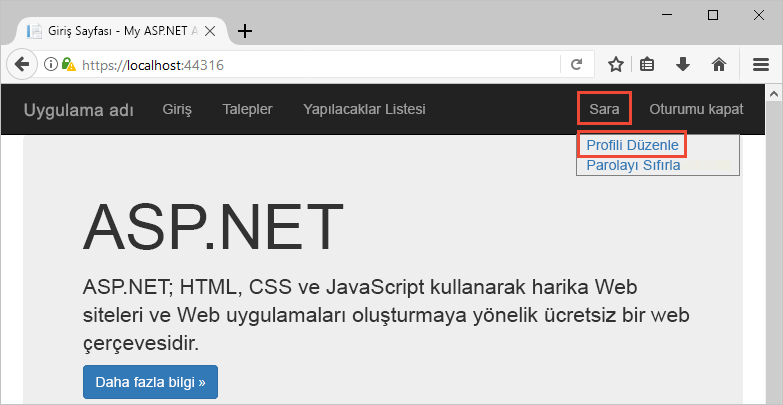 Giriş Sayfası - My ASP.NET A
https://localhost:44316
Uygulama adı Giriş Talepler Yapılacaklar Listesi Sara Oturumu kapat
Profili Düzenle
Parolayı Sıfırla
ASP.NET
ASP.NET; HTML, CSS ve JavaScript kullanarak harika Web
siteleri ve Web uygulamaları oluşturmaya yönelik ücretsiz bir web
çerçevesidir.
Daha fazla bilgi »